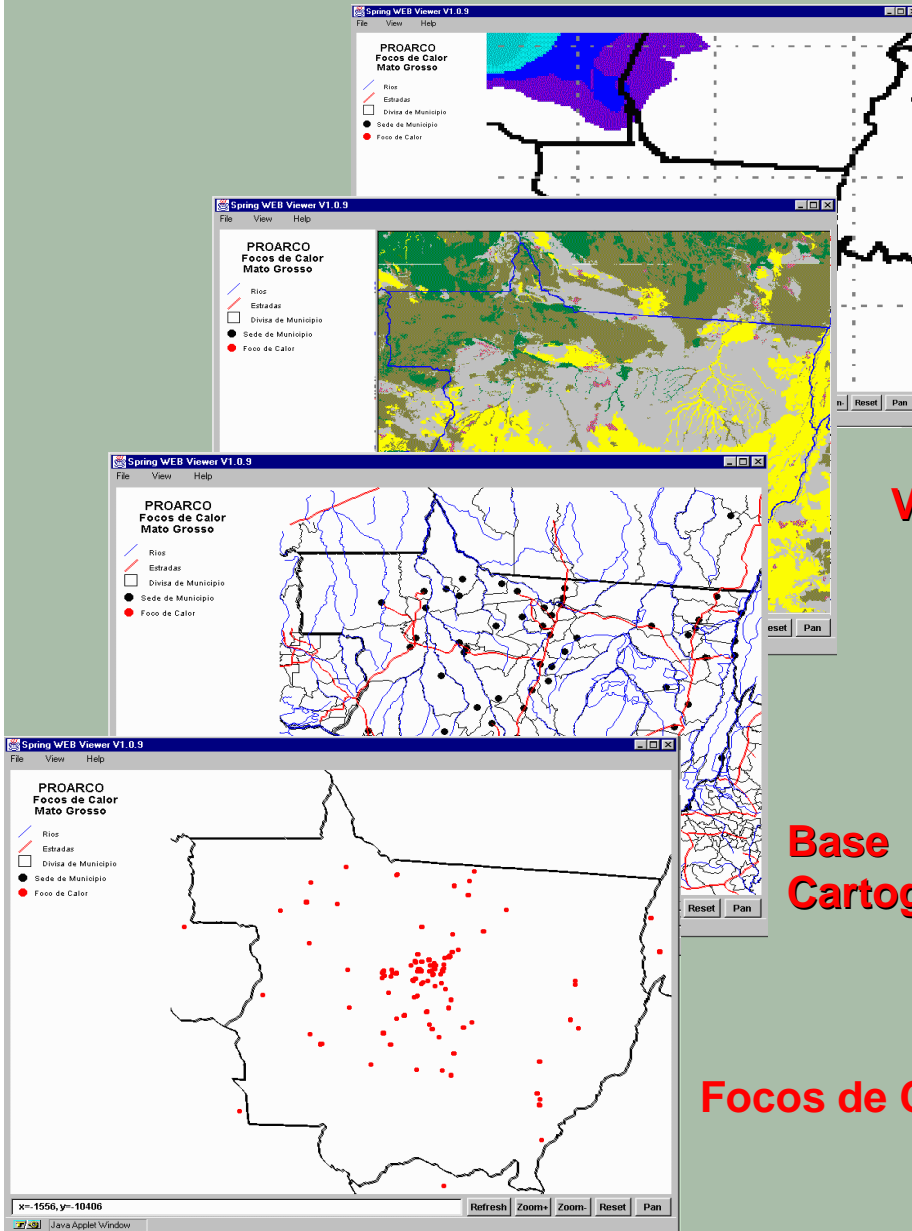 Spring WEB Viewer V1.0.9
File View Help
PROARCO
Focos de Calor
Mato Grosso
Rios
Estradas
Divisa de Municipio
Sede de Municipio
Foco de Calor
Reset Pan
Spring WEB Viewer V1.0.9
File View Help
PROARCO
Focos de Calor
Mato Grosso
Rios
Estradas
Divisa de Municipio
Sede de Municipio
Foco de Calor
Pan
Spring WEB Viewer V1.0.9
File View Help
PROARCO
Focos de Calor
Mato Grosso
Rios
Estradas
Divisa de Municipio
Sede de Municipio
Foco de Calor
Reset Pan
Spring WEB Viewer V1.0.9
File View Help
PROARCO
Focos de Calor
Mato Grosso
Rios
Estradas
Divisa de Municipio
Sede de Municipio
Foco de Calor
x=-1556, y=-10406
Refresh Zoom+ Zoom- Reset Pan
Java Applet Window
V
Base
Cartog
Focos de C